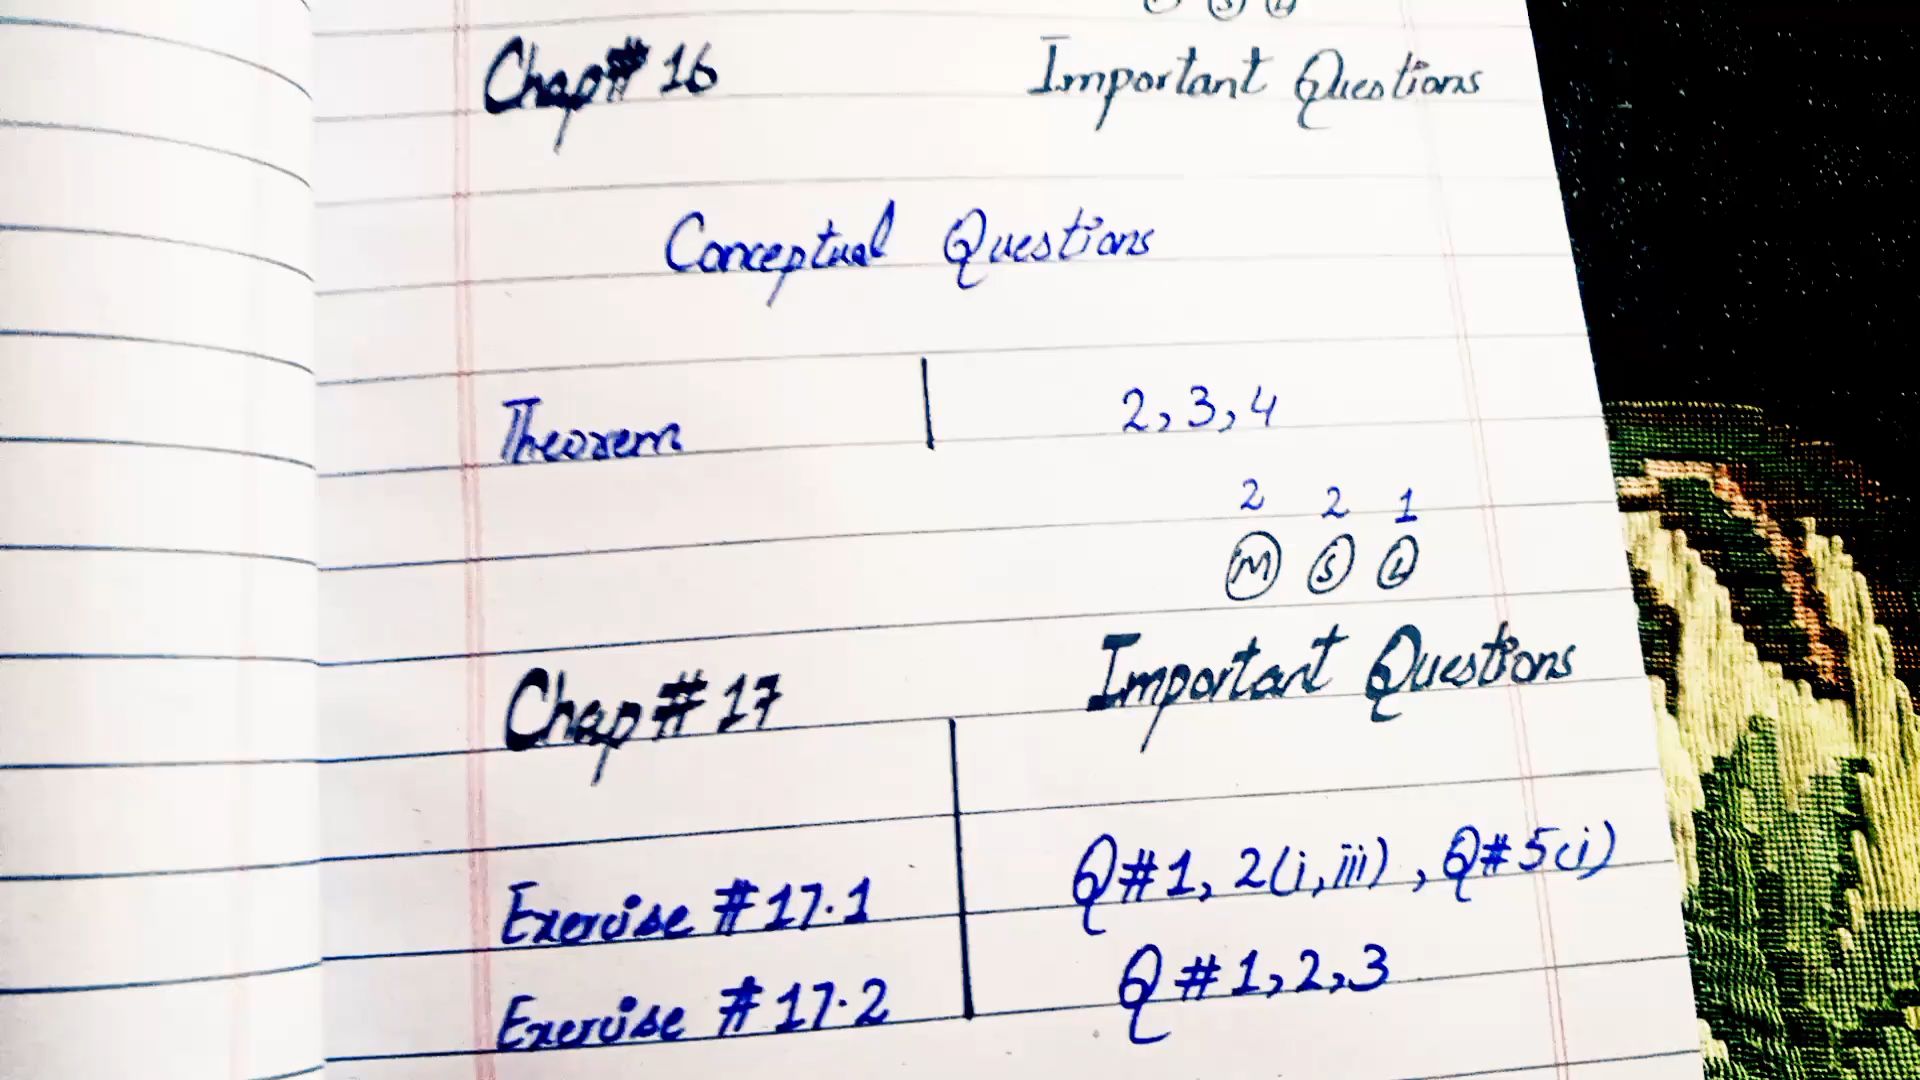 Chap# 16 Important Questions
Conceptual Questions
Theorem 2, 3, 4
2 2 1
M S L
Chap # 17 Important Questions
Exercise # 17.1 Q # 1, 2(i, iii), Q # 5(i)
Exercise # 17.2 Q # 1, 2, 3